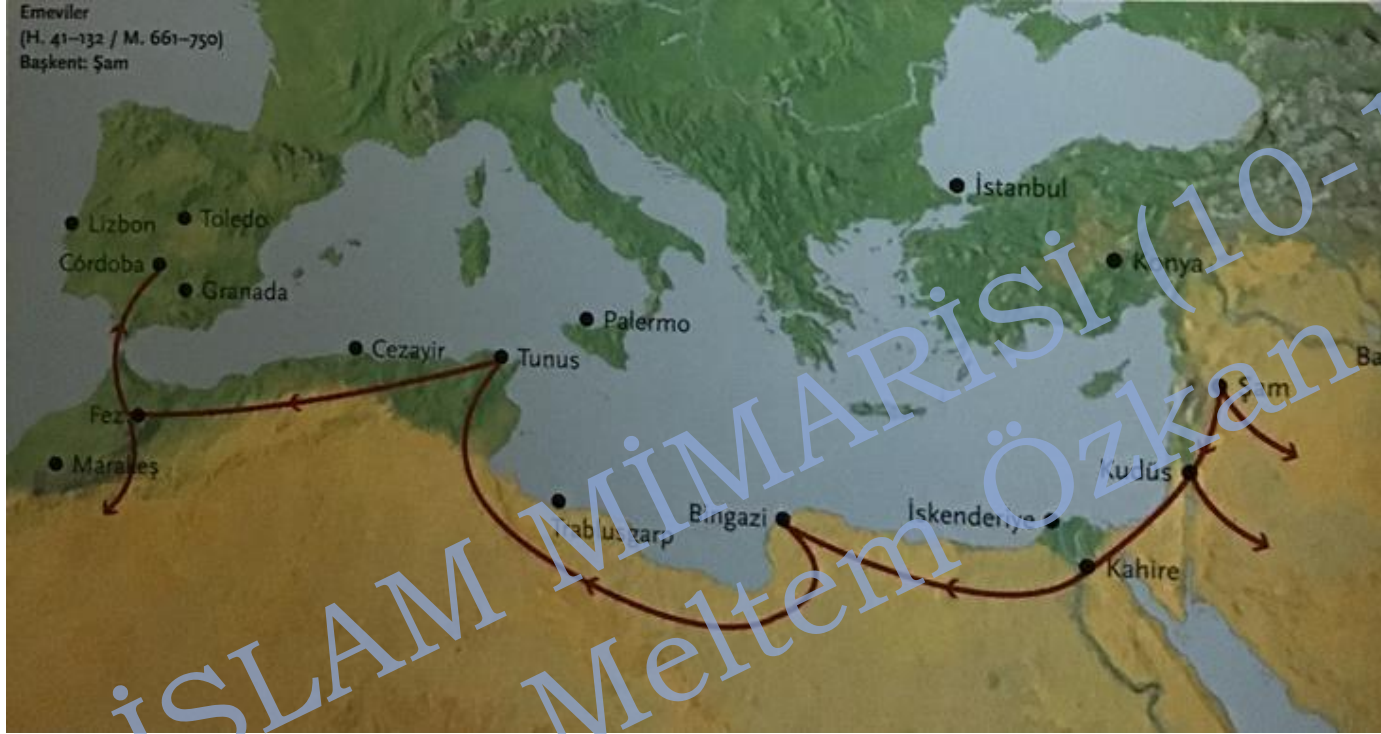 Emeviler
(H. 41–132 / M. 661–750)
Başkent: Şam
İstanbul
Lizbon
Toledo
Córdoba
Konya
Granada
Palermo
Cezayir
Tunus
Ba
Şam
Fez
Marakeş
Kudüs
Trablusgarp
Bingazi
İskenderiye
Kahire
İSLAM MİMARİSİ (10-
Meltem Özkan